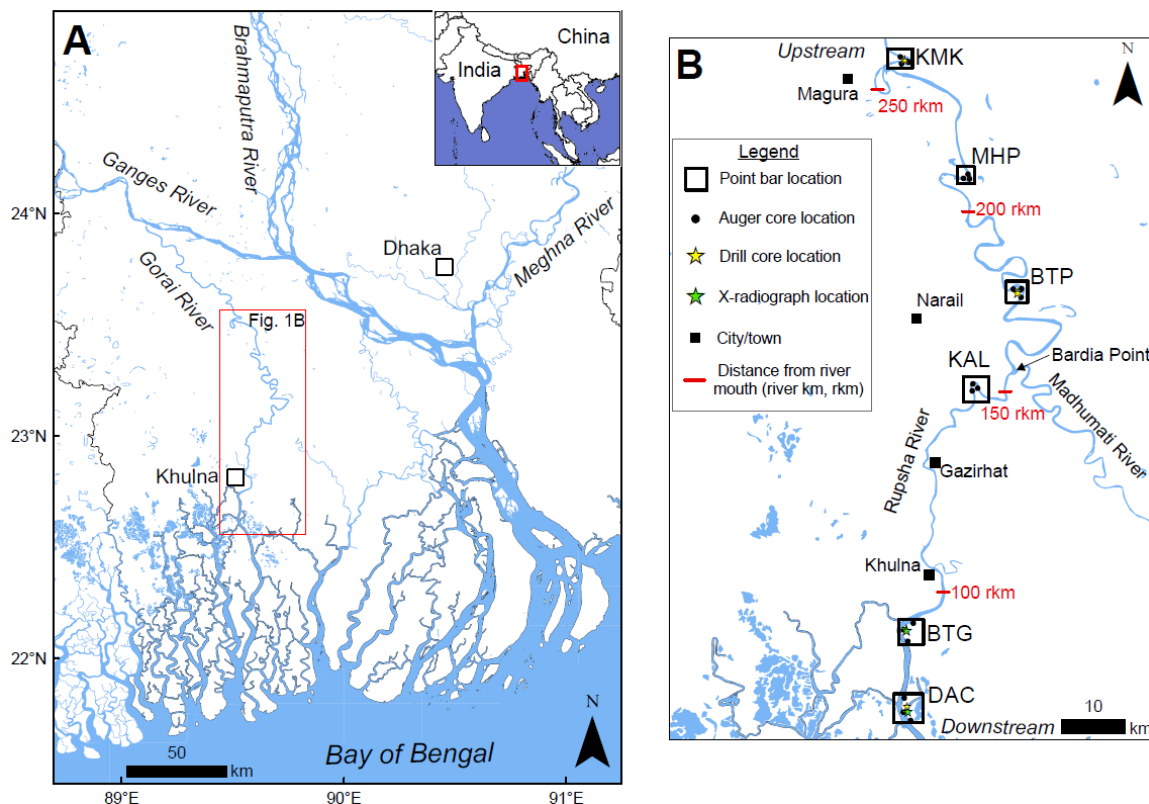 A
Brahmaputra River
China
India
Ganges River
24°N
Gorai River
Dhaka
Meghna River
Fig. 1B
23°N
Khulna
22°N
N
50
km
Bay of Bengal
89°E
90°E
91°E
B
Upstream
KMK
N
Magura
250 rkm
Legend
Point bar location
Auger core location
Drill core location
X-radiograph location
City/town
Distance from river
mouth (river km, rkm)
MHP
200 rkm
BTP
Narail
Bardia Point
KAL
150 rkm
Madhumati River
Rupsha River
Gazirhat
Khulna
100 rkm
BTG
DAC
10
Downstream
km